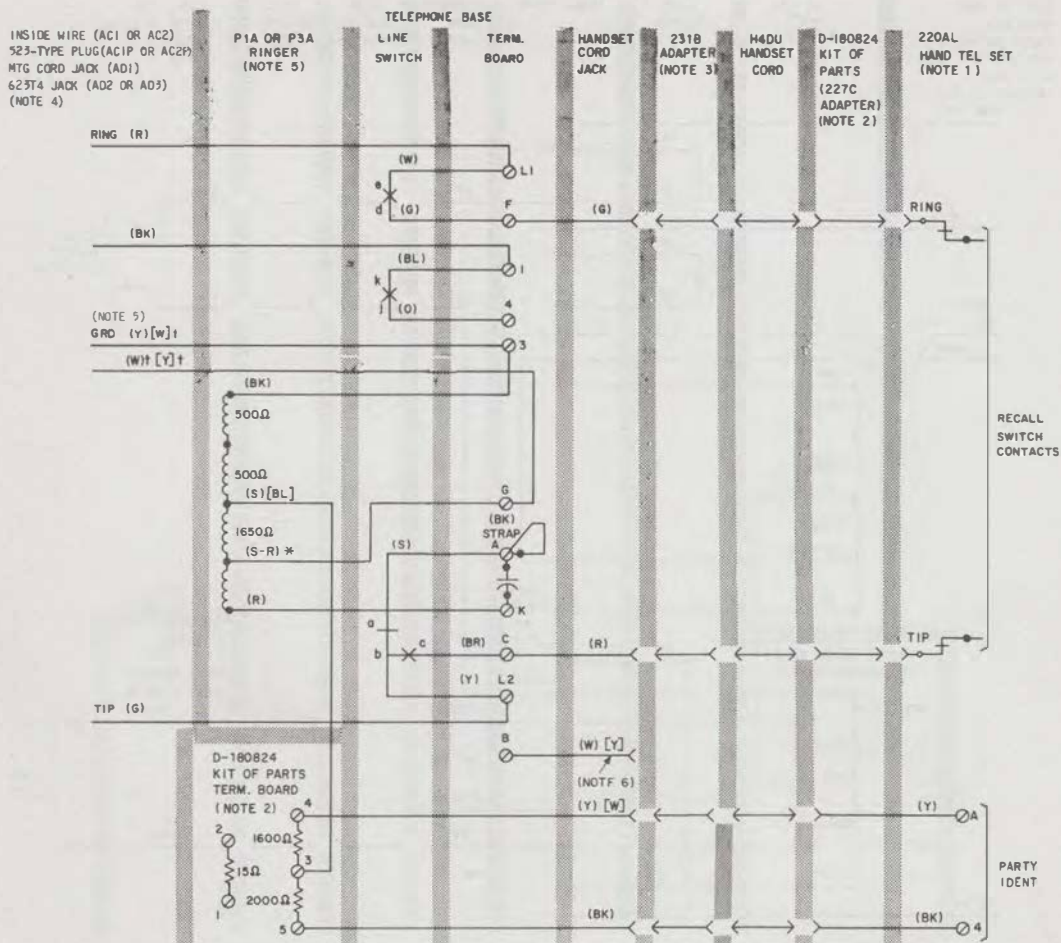 TELEPHONE BASE
INSIDE WIRE (AC1 OR AC2)
523-TYPE PLUG(AC1P OR AC2P)
MTG CORD JACK (AD1)
623T4 JACK (AD2 OR AD3)
(NOTE 4)
P1A OR P3A
RINGER
(NOTE 5)
LINE
SWITCH
TERM.
BOARD
HANDSET
CORD
JACK
231B
ADAPTER
(NOTE 3)
H4DU
HANDSET
CORD
D-180824
KIT OF
PARTS
(227C
ADAPTER)
(NOTE 2)
220AL
HAND TEL SET
(NOTE 1)
RING (R)
(W)
L1
e
d
(G)
F
(G)
RING
(BK)
(BL)
1
k
j
(O)
4
(NOTE 5)
GRD (Y)[W]†
3
(W)† [Y]†
(BK)
500Ω
500Ω
(S)[BL]
1650Ω
(S-R) *
(R)
G
(BK)
STRAP
A
(S)
K
a
b
c
(BR)
C
(R)
TIP
(Y)
L2
RECALL
SWITCH
CONTACTS
TIP (G)
B
(W) [Y]
(NOTF 6)
D-180824
KIT OF PARTS
TERM. BOARD
(NOTE 2)
4
(Y) [W]
(Y)
A
2
1600Ω
15Ω
3
1
2000Ω
5
(BK)
(BK)
4
PARTY
IDENT